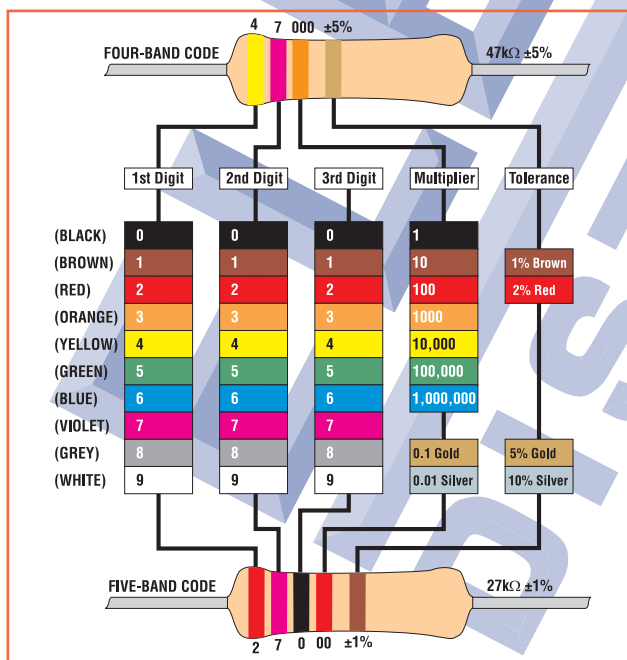 4 7 000 ±5%
FOUR-BAND CODE 47kΩ ±5%
1st Digit 2nd Digit 3rd Digit Multiplier Tolerance
(BLACK) 0 0 0 1
(BROWN) 1 1 1 10 1% Brown
(RED) 2 2 2 100 2% Red
(ORANGE) 3 3 3 1000
(YELLOW) 4 4 4 10,000
(GREEN) 5 5 5 100,000
(BLUE) 6 6 6 1,000,000
(VIOLET) 7 7 7
(GREY) 8 8 8 0.1 Gold 5% Gold
(WHITE) 9 9 9 0.01 Silver 10% Silver
FIVE-BAND CODE 27kΩ ±1%
2 7 0 00 ±1%